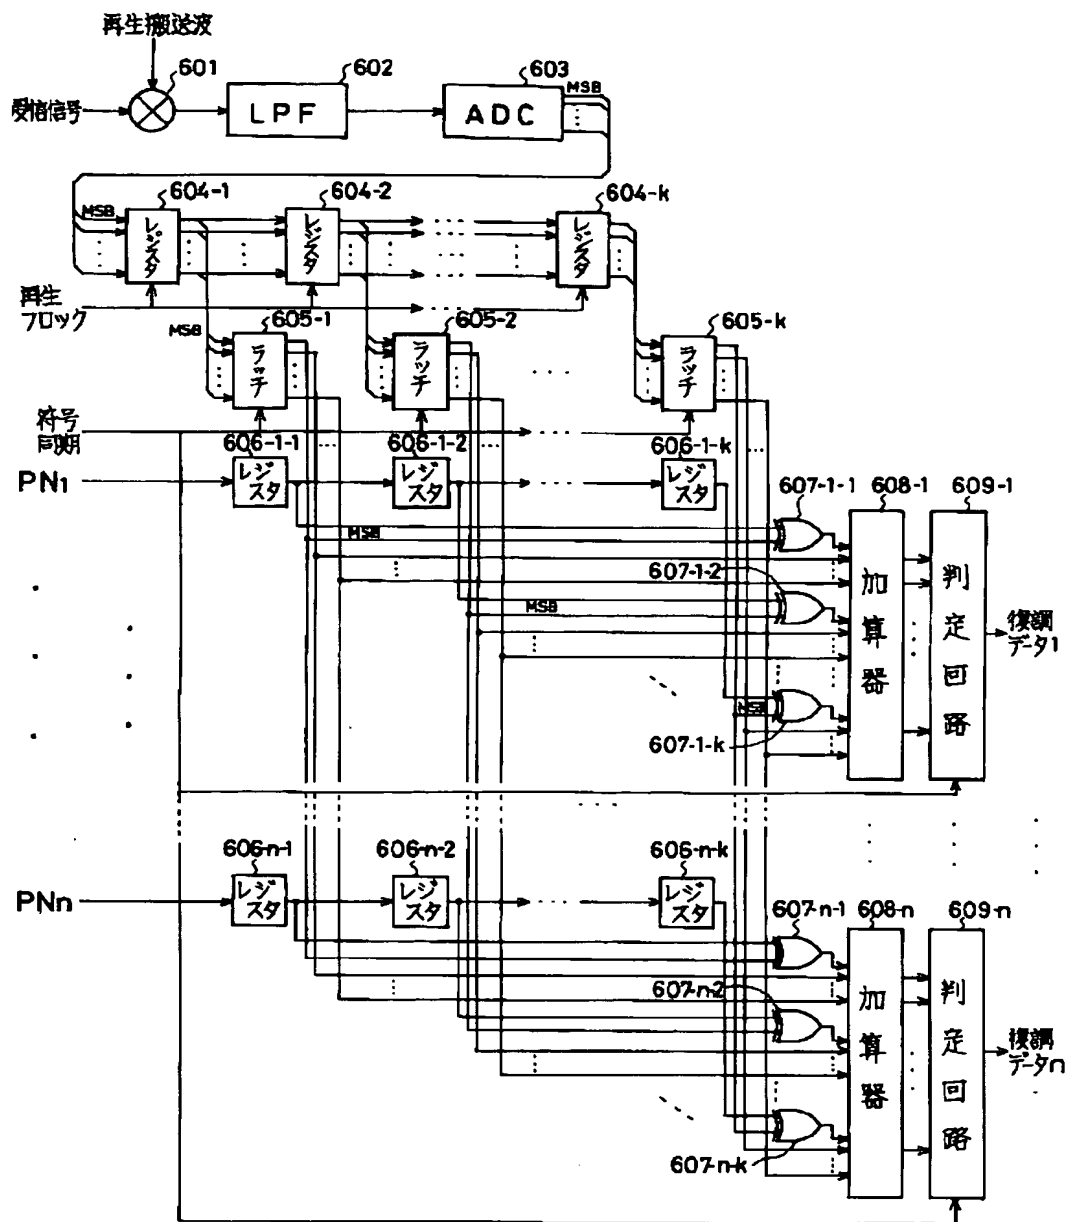 再生搬送波
601
602
603
MSB
受信信号
LPF
ADC
604-1
604-2
604-k
MSB
レジスタ
レジスタ
レジスタ
再生
クロック
MSB
605-1
605-2
605-k
ラッチ
ラッチ
ラッチ
符号
同期
606-1-1
606-1-2
606-1-k
PN1
レジスタ
レジスタ
レジスタ
607-1-1
608-1
609-1
MSB
607-1-2
MSB
加算器
判定回路
復調
データ1
MSB
607-1-k
606-n-1
606-n-2
606-n-k
PNn
レジスタ
レジスタ
レジスタ
607-n-1
608-n
609-n
607-n-2
加算器
判定回路
復調
データn
607-n-k